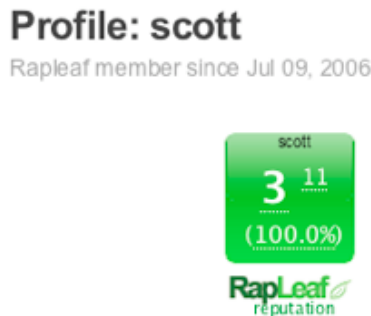 Profile: scott
Rapleaf member since Jul 09, 2006
scott
3 11
(100.0%)
RapLeaf
reputation